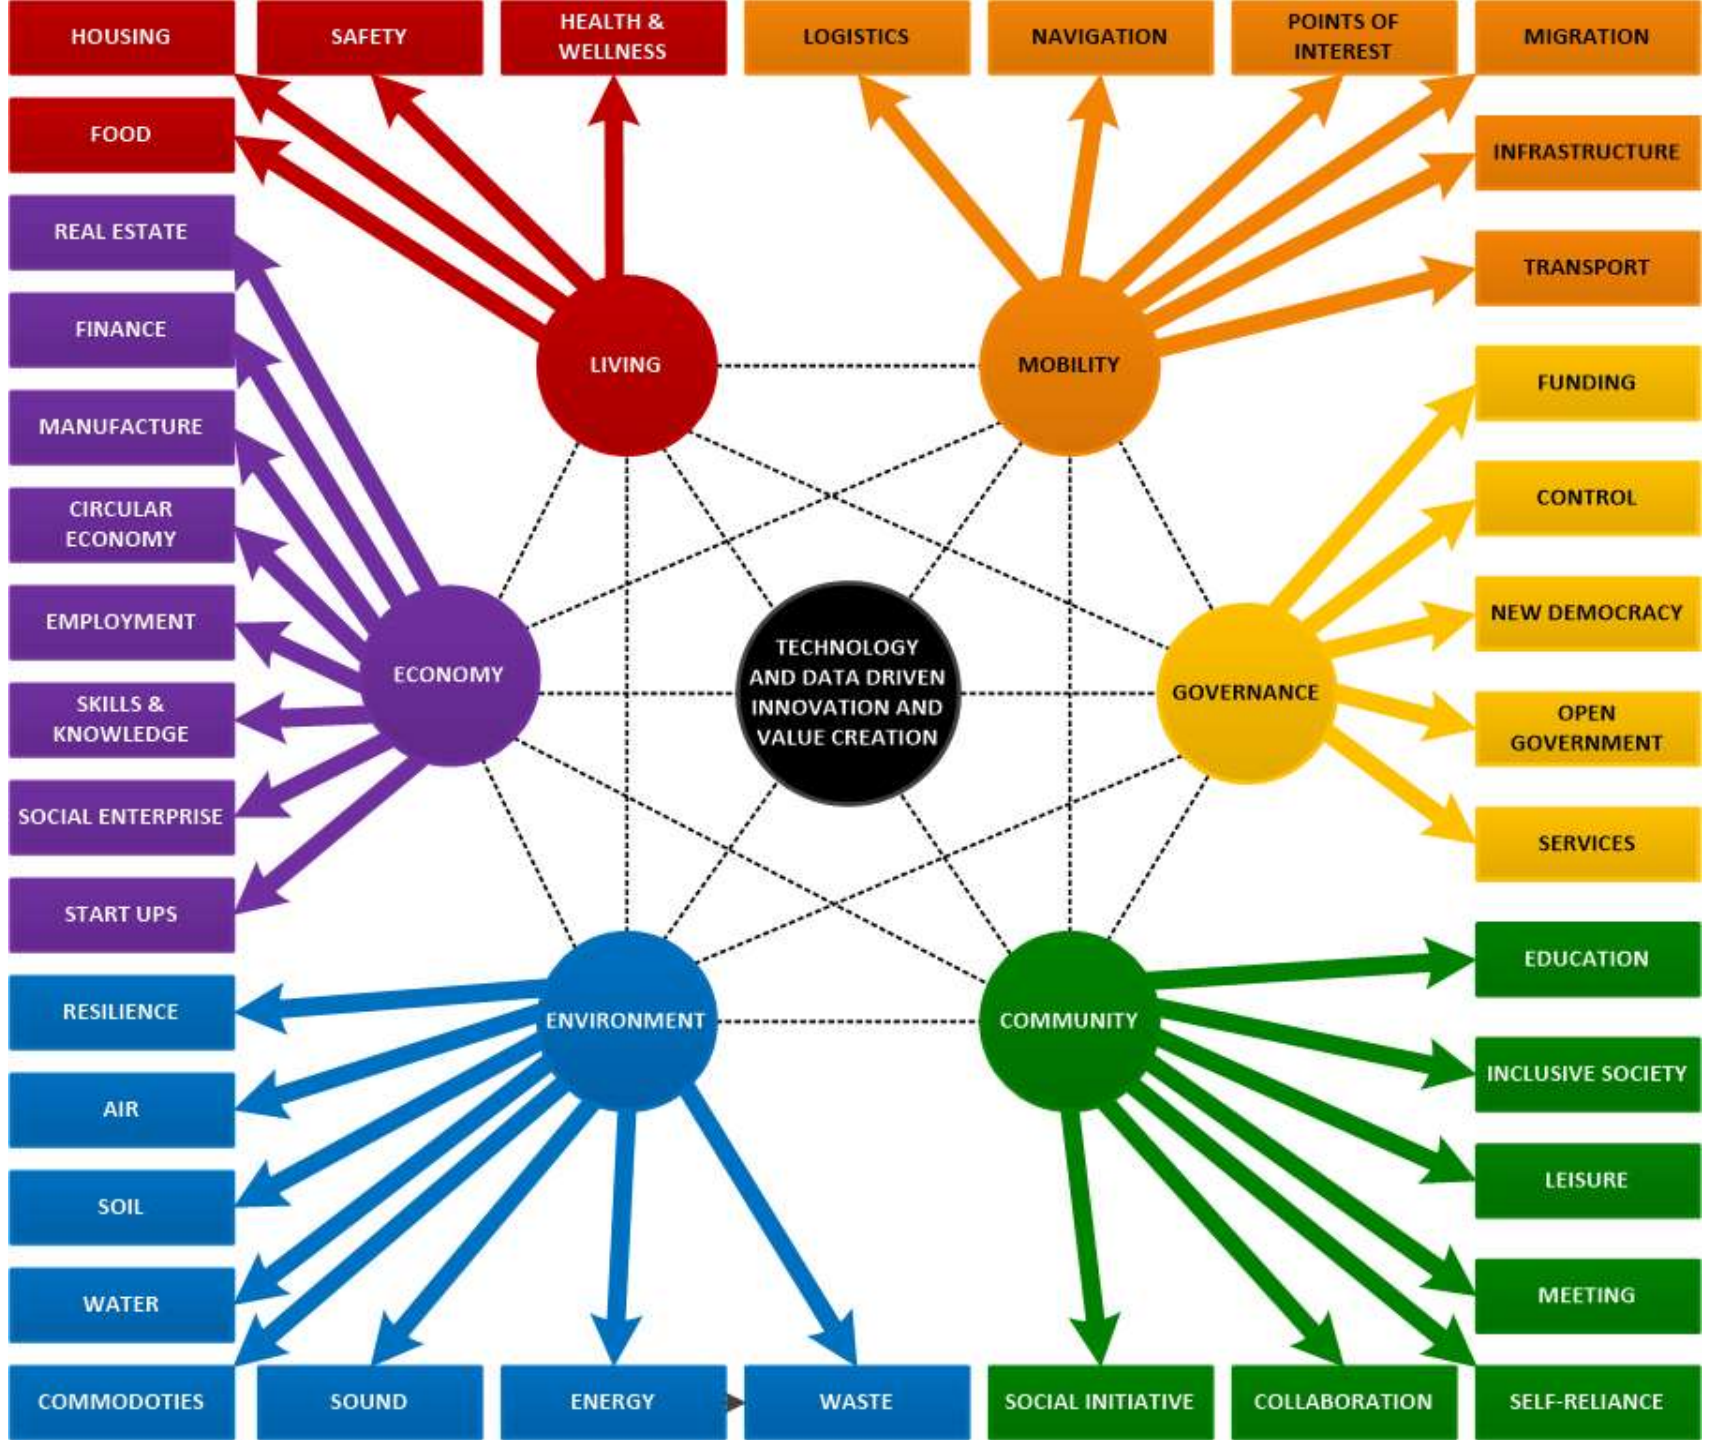 HOUSING
SAFETY
HEALTH &
WELLNESS
LOGISTICS
NAVIGATION
POINTS OF
INTEREST
MIGRATION
FOOD
INFRASTRUCTURE
REAL ESTATE
TRANSPORT
FINANCE
LIVING
MOBILITY
FUNDING
MANUFACTURE
CONTROL
CIRCULAR
ECONOMY
EMPLOYMENT
NEW DEMOCRACY
ECONOMY
TECHNOLOGY
AND DATA DRIVEN
INNOVATION AND
VALUE CREATION
GOVERNANCE
SKILLS &
KNOWLEDGE
OPEN
GOVERNMENT
SOCIAL ENTERPRISE
SERVICES
START UPS
EDUCATION
RESILIENCE
ENVIRONMENT
COMMUNITY
INCLUSIVE SOCIETY
AIR
LEISURE
SOIL
MEETING
WATER
COMMODOTIES
SOUND
ENERGY
WASTE
SOCIAL INITIATIVE
COLLABORATION
SELF-RELIANCE